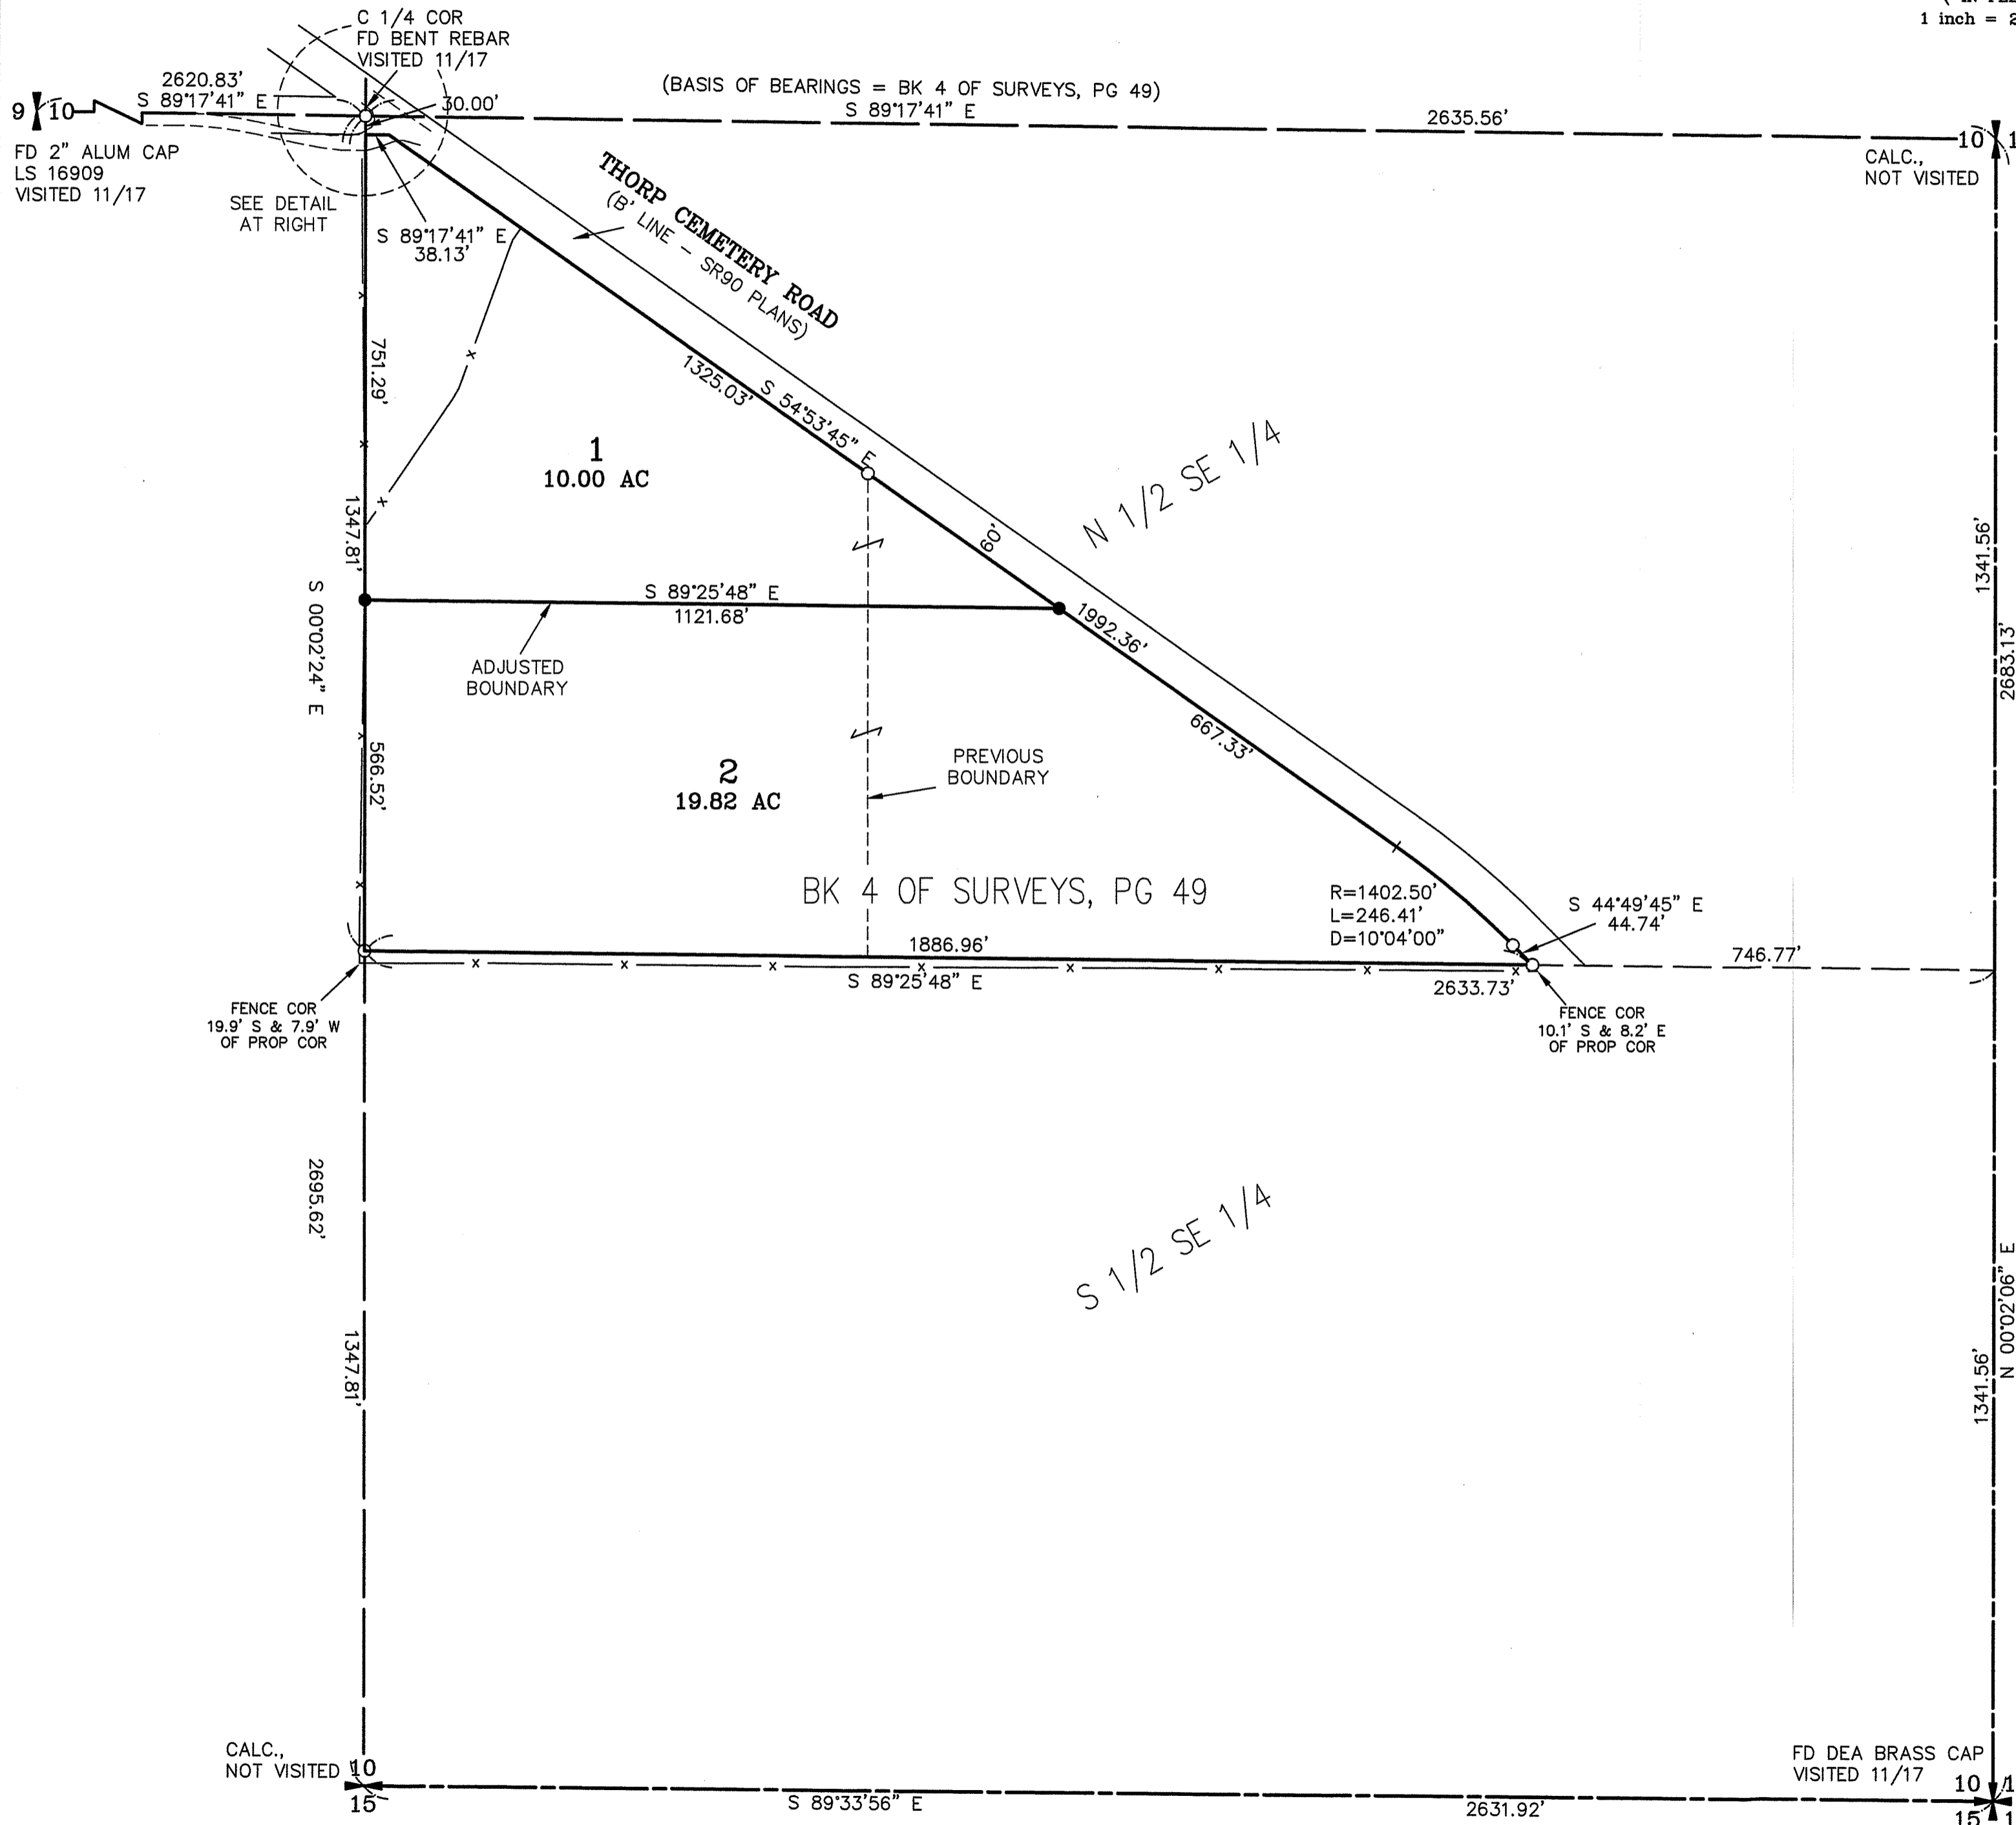 1 inch = 2
C 1/4 COR
FD BENT REBAR
VISITED 11/17
2620.83'
S 89°17'41" E
30.00'
(BASIS OF BEARINGS = BK 4 OF SURVEYS, PG 49)
S 89°17'41" E
2635.56'
9 10
FD 2" ALUM CAP
LS 16909
VISITED 11/17
10
CALC.,
NOT VISITED
SEE DETAIL
AT RIGHT
S 89°17'41" E
38.13'
THORP CEMETERY ROAD
(B' LINE - SR90 PLANS)
751.29'
1325.03'
S 54°53'45" E
1
10.00 AC
N 1/2 SE 1/4
60'
1347.81'
1341.56'
S 00°02'24" E
S 89°25'48" E
1121.68'
1992.36'
2683.13'
ADJUSTED
BOUNDARY
667.33'
566.52'
2
19.82 AC
PREVIOUS
BOUNDARY
BK 4 OF SURVEYS, PG 49
R=1402.50'
L=246.41'
D=10°04'00"
S 44°49'45" E
44.74'
1886.96'
746.77'
S 89°25'48" E
2633.73'
FENCE COR
19.9' S & 7.9' W
OF PROP COR
FENCE COR
10.1' S & 8.2' E
OF PROP COR
2695.62'
S 1/2 SE 1/4
N 00°02'06" E
1347.81'
1341.56'
CALC.,
NOT VISITED
10
15
S 89°33'56" E
2631.92'
FD DEA BRASS CAP
VISITED 11/17
10 1
15 1